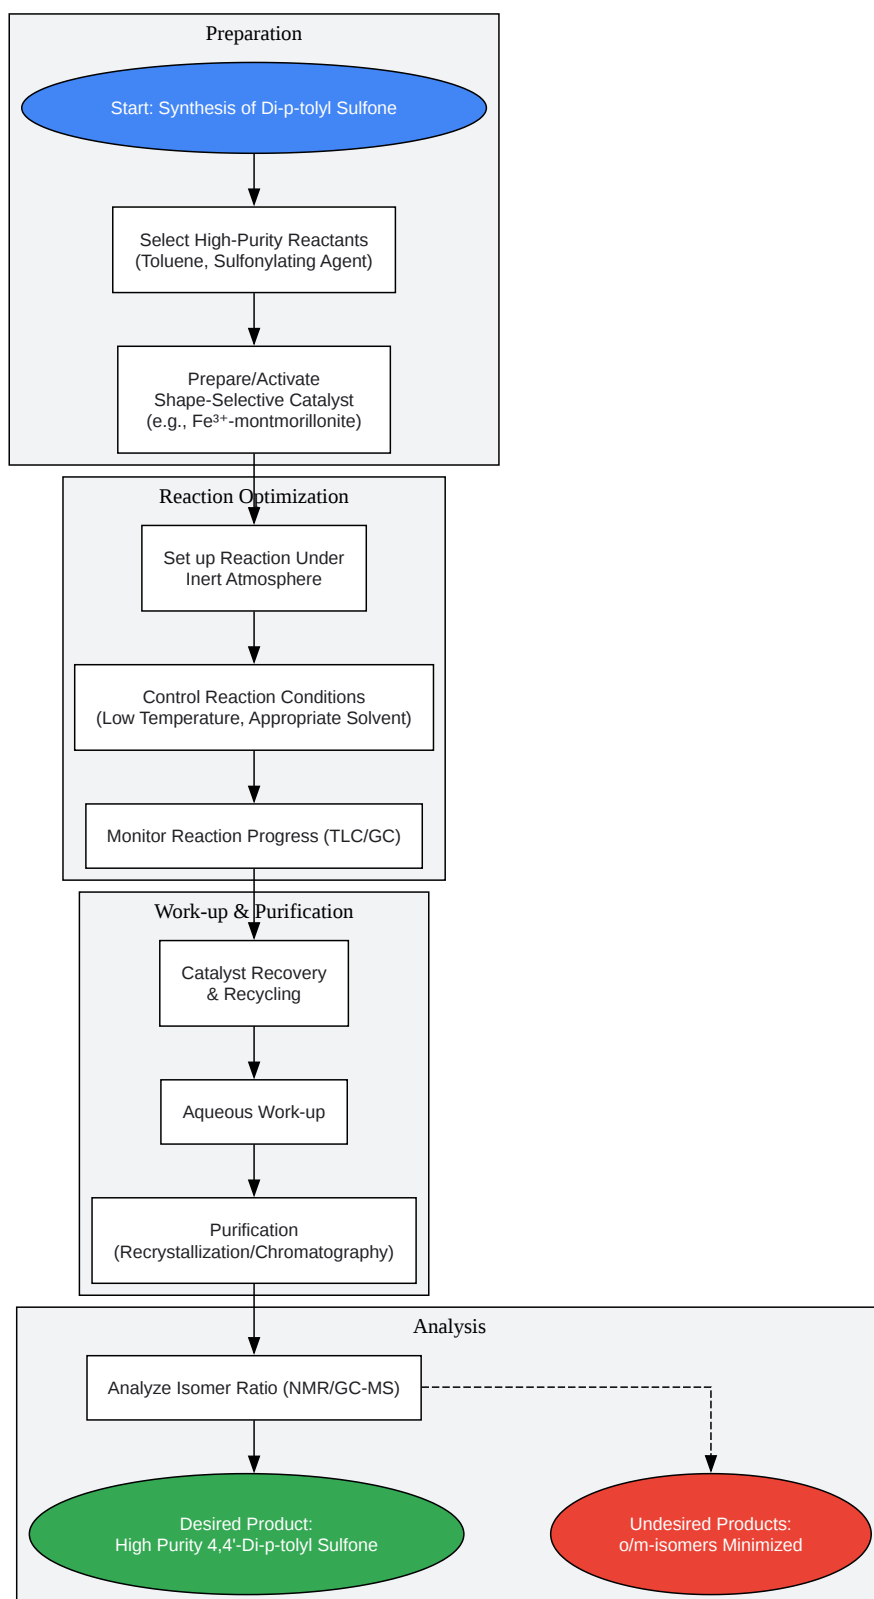 Preparation
Start: Synthesis of Di-p-tolyl Sulfone
Select High-Purity Reactants
(Toluene, Sulfonylating Agent)
Prepare/Activate
Shape-Selective Catalyst
(e.g., Fe³⁺-montmorillonite)
Reaction Optimization
Set up Reaction Under
Inert Atmosphere
Control Reaction Conditions
(Low Temperature, Appropriate Solvent)
Monitor Reaction Progress (TLC/GC)
Work-up & Purification
Catalyst Recovery
& Recycling
Aqueous Work-up
Purification
(Recrystallization/Chromatography)
Analysis
Analyze Isomer Ratio (NMR/GC-MS)
Desired Product:
High Purity 4,4'-Di-p-tolyl Sulfone
Undesired Products:
o/m-isomers Minimized